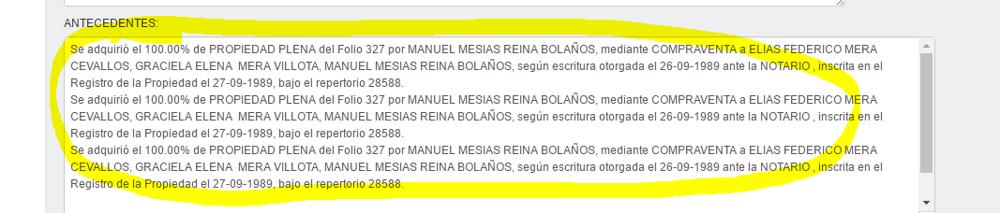 ANTECEDENTES:
Se adquirió el 100.00% de PROPIEDAD PLENA del Folio 327 por MANUEL MESIAS REINA BOLAÑOS, mediante COMPRAVENTA a ELIAS FEDERICO MERA
CEVALLOS, GRACIELA ELENA  MERA VILLOTA, MANUEL MESIAS REINA BOLAÑOS, según escritura otorgada el 26-09-1989 ante la NOTARIO , inscrita en el
Registro de la Propiedad el 27-09-1989, bajo el repertorio 28588.
Se adquirió el 100.00% de PROPIEDAD PLENA del Folio 327 por MANUEL MESIAS REINA BOLAÑOS, mediante COMPRAVENTA a ELIAS FEDERICO MERA
CEVALLOS, GRACIELA ELENA  MERA VILLOTA, MANUEL MESIAS REINA BOLAÑOS, según escritura otorgada el 26-09-1989 ante la NOTARIO , inscrita en el
Registro de la Propiedad el 27-09-1989, bajo el repertorio 28588.
Se adquirió el 100.00% de PROPIEDAD PLENA del Folio 327 por MANUEL MESIAS REINA BOLAÑOS, mediante COMPRAVENTA a ELIAS FEDERICO MERA
CEVALLOS, GRACIELA ELENA  MERA VILLOTA, MANUEL MESIAS REINA BOLAÑOS, según escritura otorgada el 26-09-1989 ante la NOTARIO , inscrita en el
Registro de la Propiedad el 27-09-1989, bajo el repertorio 28588.